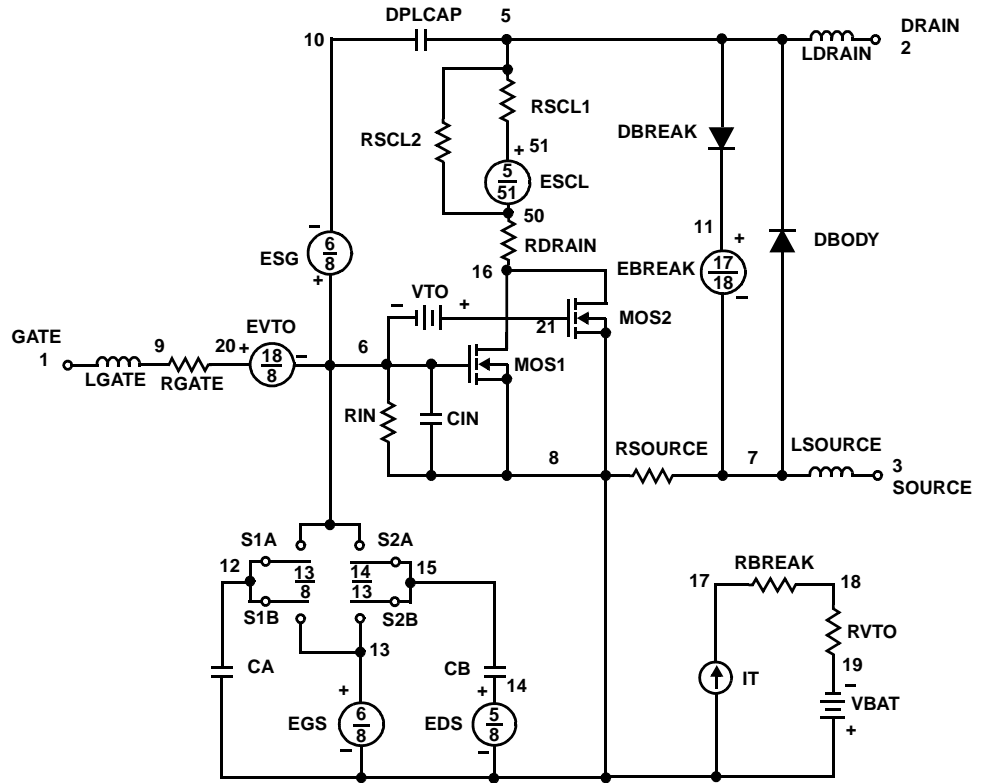 DPLCAP
5
10
DRAIN
2
LDRAIN
RSCL1
RSCL2
DBREAK
+ 51
5
51
ESCL
50
RDRAIN
11
+
DBODY
−
6
8
ESG
+
16
EBREAK
17
18
−
− VTO +
21
MOS2
GATE
1
9
20
EVTO
+
18
8
−
6
MOS1
LGATE
RGATE
RIN
CIN
8
RSOURCE
7
LSOURCE
3
SOURCE
S1A
S2A
12
13
8
14
13
15
S1B
S2B
13
RBREAK
17
18
RVTO
19
CA
CB
14
+
EGS
6
8
−
+
EDS
5
8
−
IT
−
VBAT
+